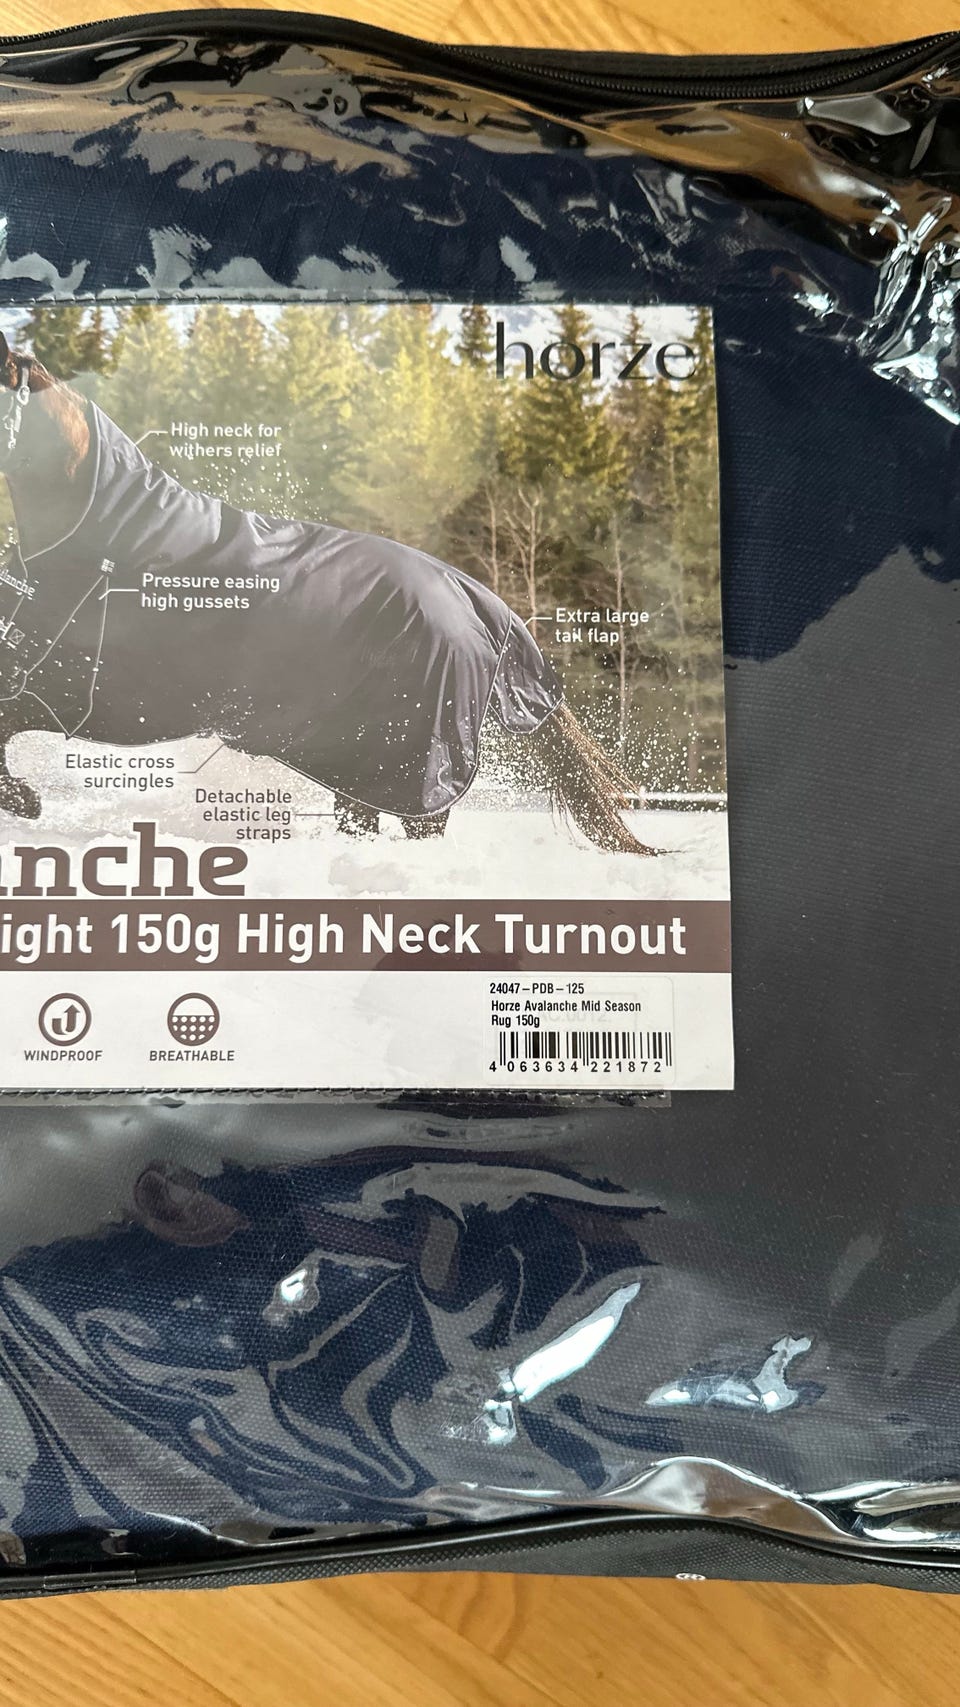 horze
High neck for
withers relief
Pressure easing
high gussets
Extra large
tail flap
Elastic cross
surcingles
Detachable
elastic leg
straps
anche
ight 150g High Neck Turnout
WINDPROOF
BREATHABLE
24047-PDB-125
Horze Avalanche Mid Season
Rug 150g
4 063634 221872